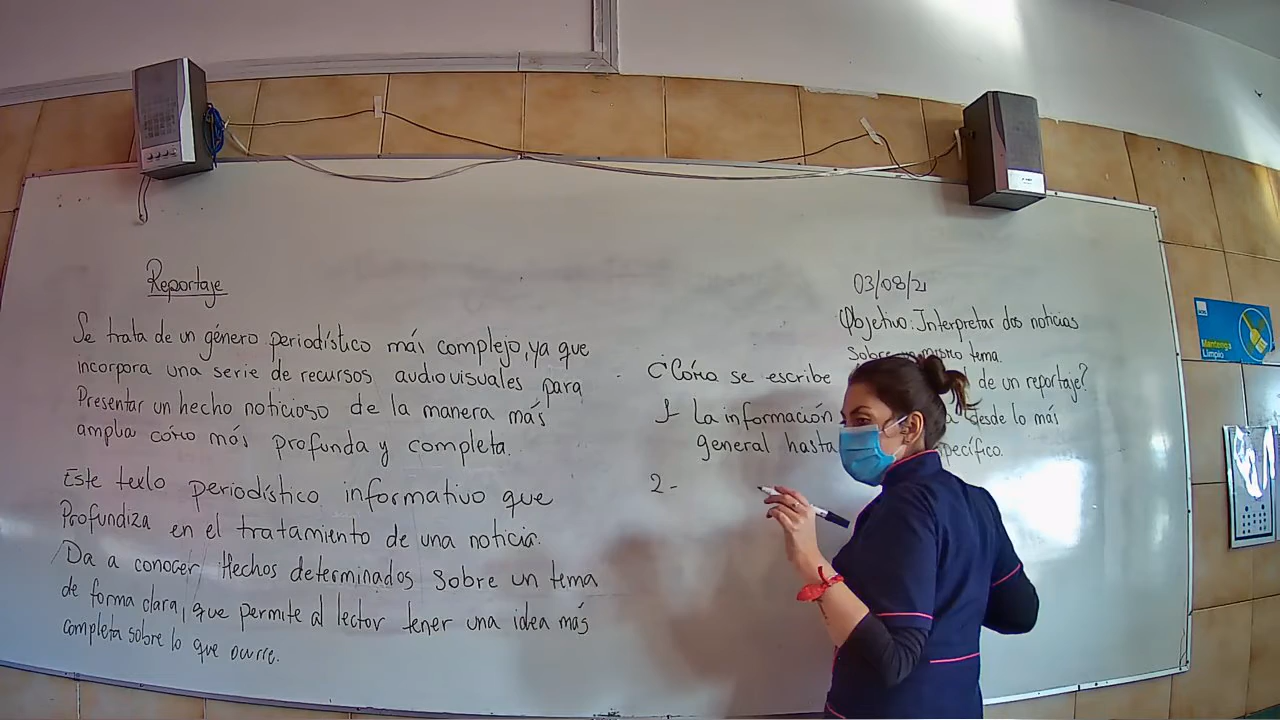 Reportaje
Se trata de un género periodístico más complejo, ya que
incorpora una serie de recursos audiovisuales para
Presentar un hecho noticioso de la manera más
amplia cómo más profunda y completa.
Este texto periodístico informativo que
Profundiza en el tratamiento de una noticia.
Da a conocer Hechos determinados sobre un tema
de forma clara, que permite al lector tener una idea más
completa sobre lo que ocurre.
03/08/21
Objetivo: Interpretar dos noticias
Sobre un mismo tema.
¿Cómo se escribe de un reportaje?
1- La información desde lo más
general hasta
2-
Mantenga
Limpio